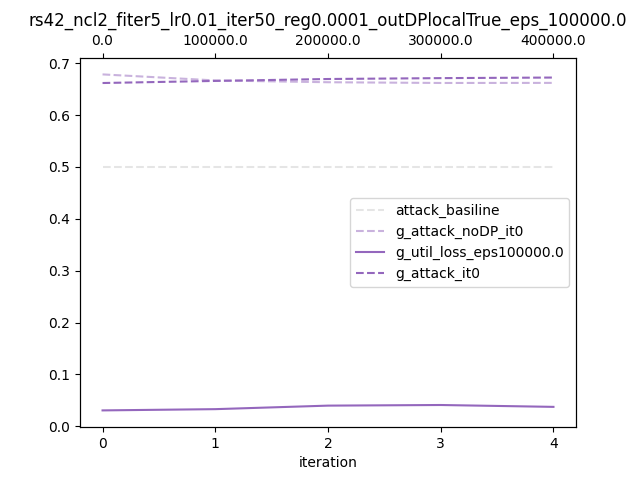 rs42_ncl2_fiter5_lr0.01_iter50_reg0.0001_outDPlocalTrue_eps_100000.0
0.0 100000.0 200000.0 300000.0 400000.0
0.7
0.6
0.5
0.4
0.3
0.2
0.1
0.0
attack_basiline
g_attack_noDP_it0
g_util_loss_eps100000.0
g_attack_it0
0 1 2 3 4
iteration